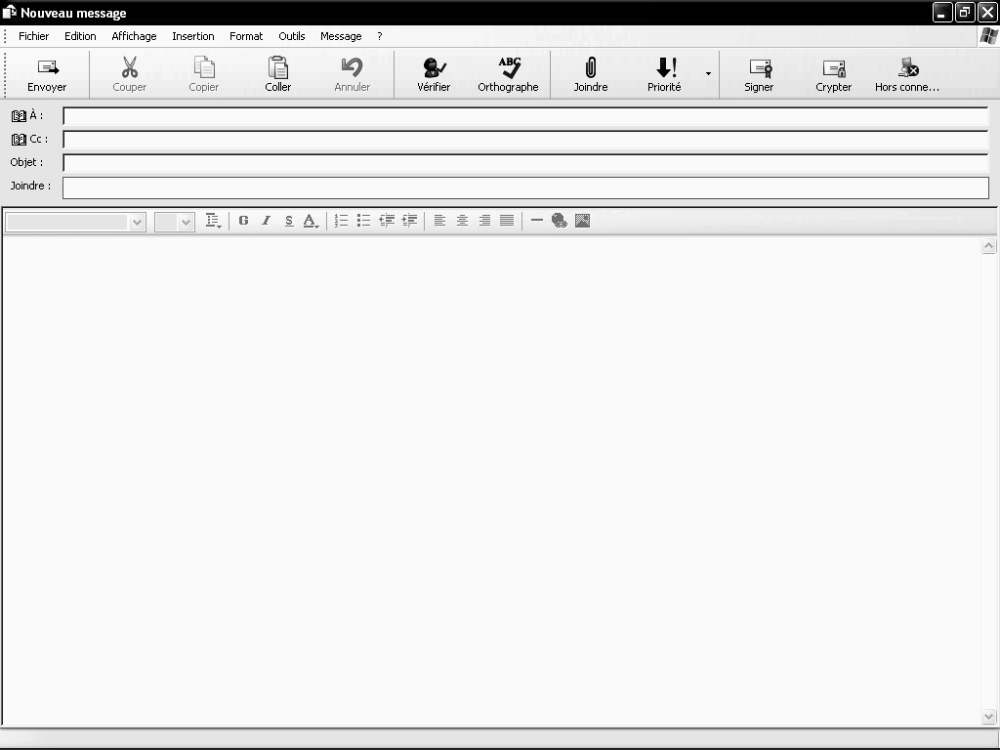 Nouveau message
Fichier Edition Affichage Insertion Format Outils Message ?
Envoyer Couper Copier Coller Annuler Vérifier ABC Orthographe Joindre Priorité Signer Crypter Hors conne...
À :
Cc :
Objet :
Joindre :
G I S A